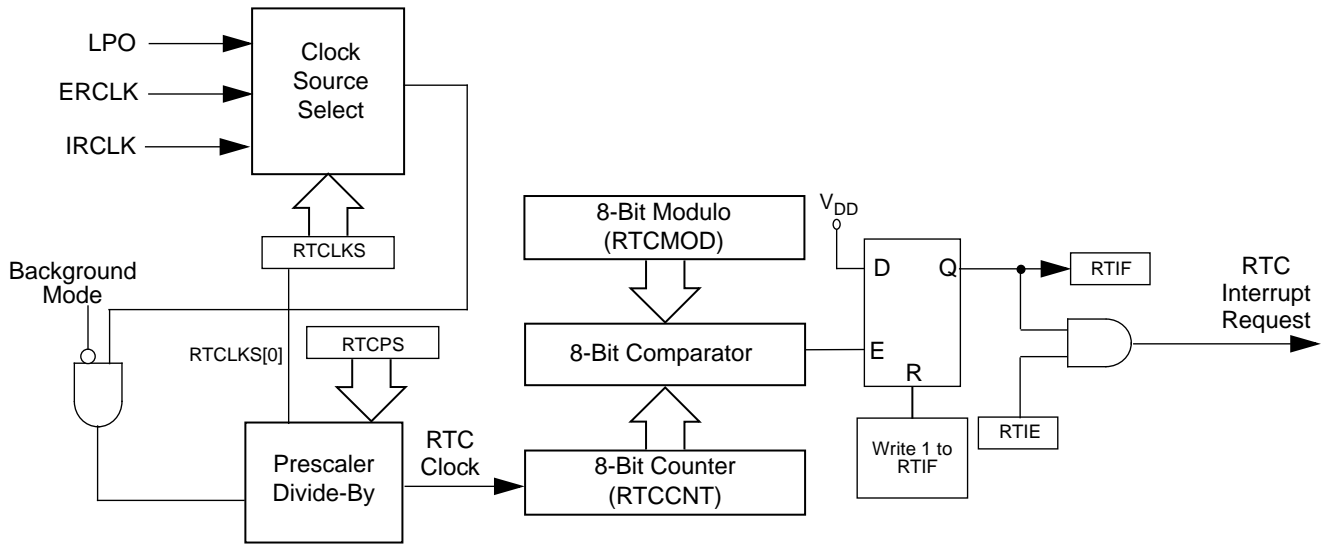 LPO
ERCLK
IRCLK
Clock
Source
Select
RTCLKS
Background
Mode
RTCLKS[0]
RTCPS
Prescaler
Divide-By
RTC
Clock
8-Bit Modulo
(RTCMOD)
8-Bit Comparator
8-Bit Counter
(RTCCNT)
VDD
D
Q
E
R
Write 1 to
RTIF
RTIF
RTIE
RTC
Interrupt
Request